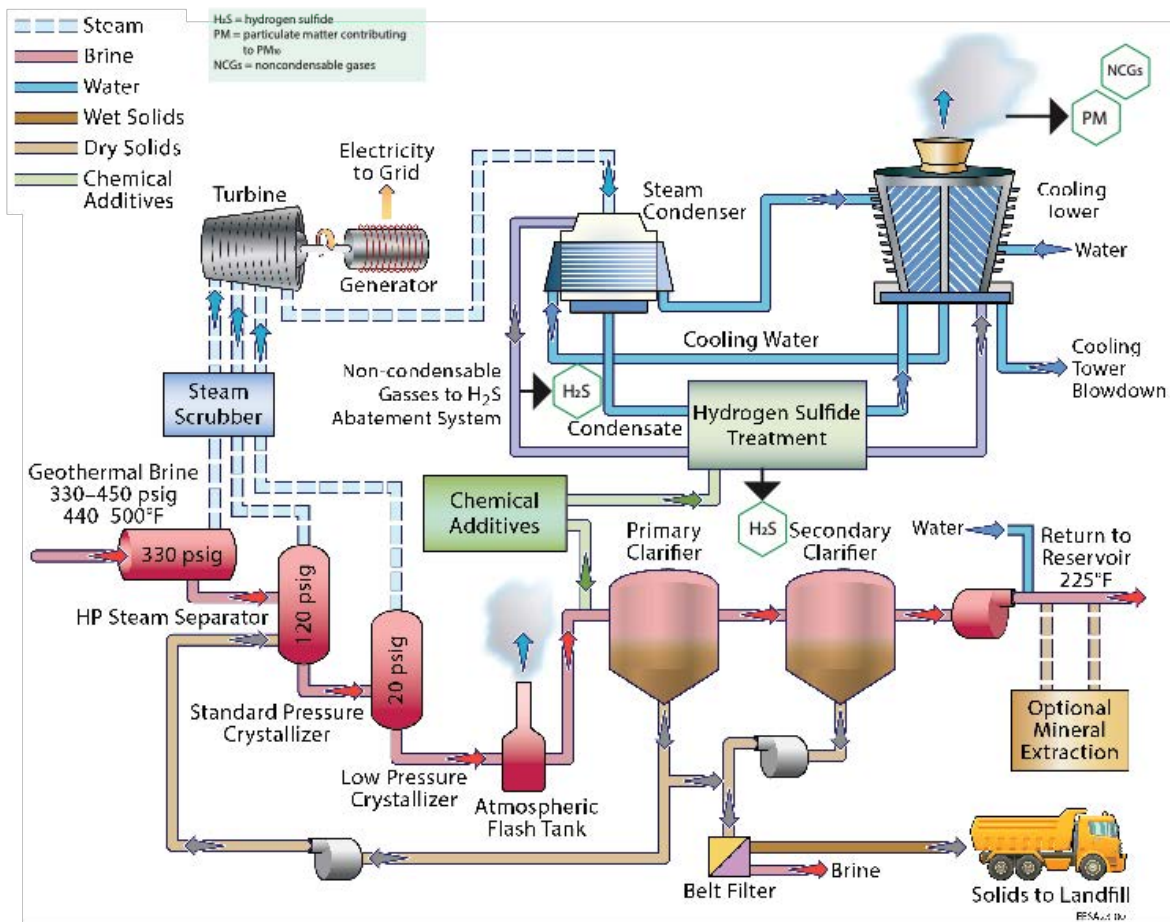 Steam
Brine
Water
Wet Solids
Dry Solids
Chemical
Additives
H₂S = hydrogen sulfide
PM = particulate matter contributing
to PM₁₀
NCGs = noncondensable gases
NCGs
PM
Electricity
to Grid
Turbine
Generator
Steam
Condenser
Cooling
Tower
Water
Cooling Water
Cooling
Tower
Blowdown
Steam
Scrubber
Non-condensable
Gasses to H₂S
Abatement System
H₂S
Condensate
Hydrogen Sulfide
Treatment
Geothermal Brine
330–450 psig
440 500°F
330 psig
HP Steam Separator
120 psig
Standard Pressure
Crystallizer
20 psig
Low Pressure
Crystallizer
Chemical
Additives
H₂S
Atmospheric
Flash Tank
Primary
Clarifier
Secondary
Clarifier
Water
Return to
Reservoir
225°F
Optional
Mineral
Extraction
Belt Filter
Brine
Solids to Landfill